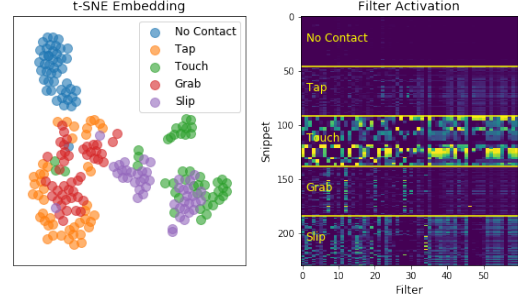 t-SNE Embedding
No Contact
Tap
Touch
Grab
Slip
Filter Activation
No Contact
Tap
Touch
Grab
Slip
0
50
100
150
200
Snippet
0 10 20 30 40 50
Filter